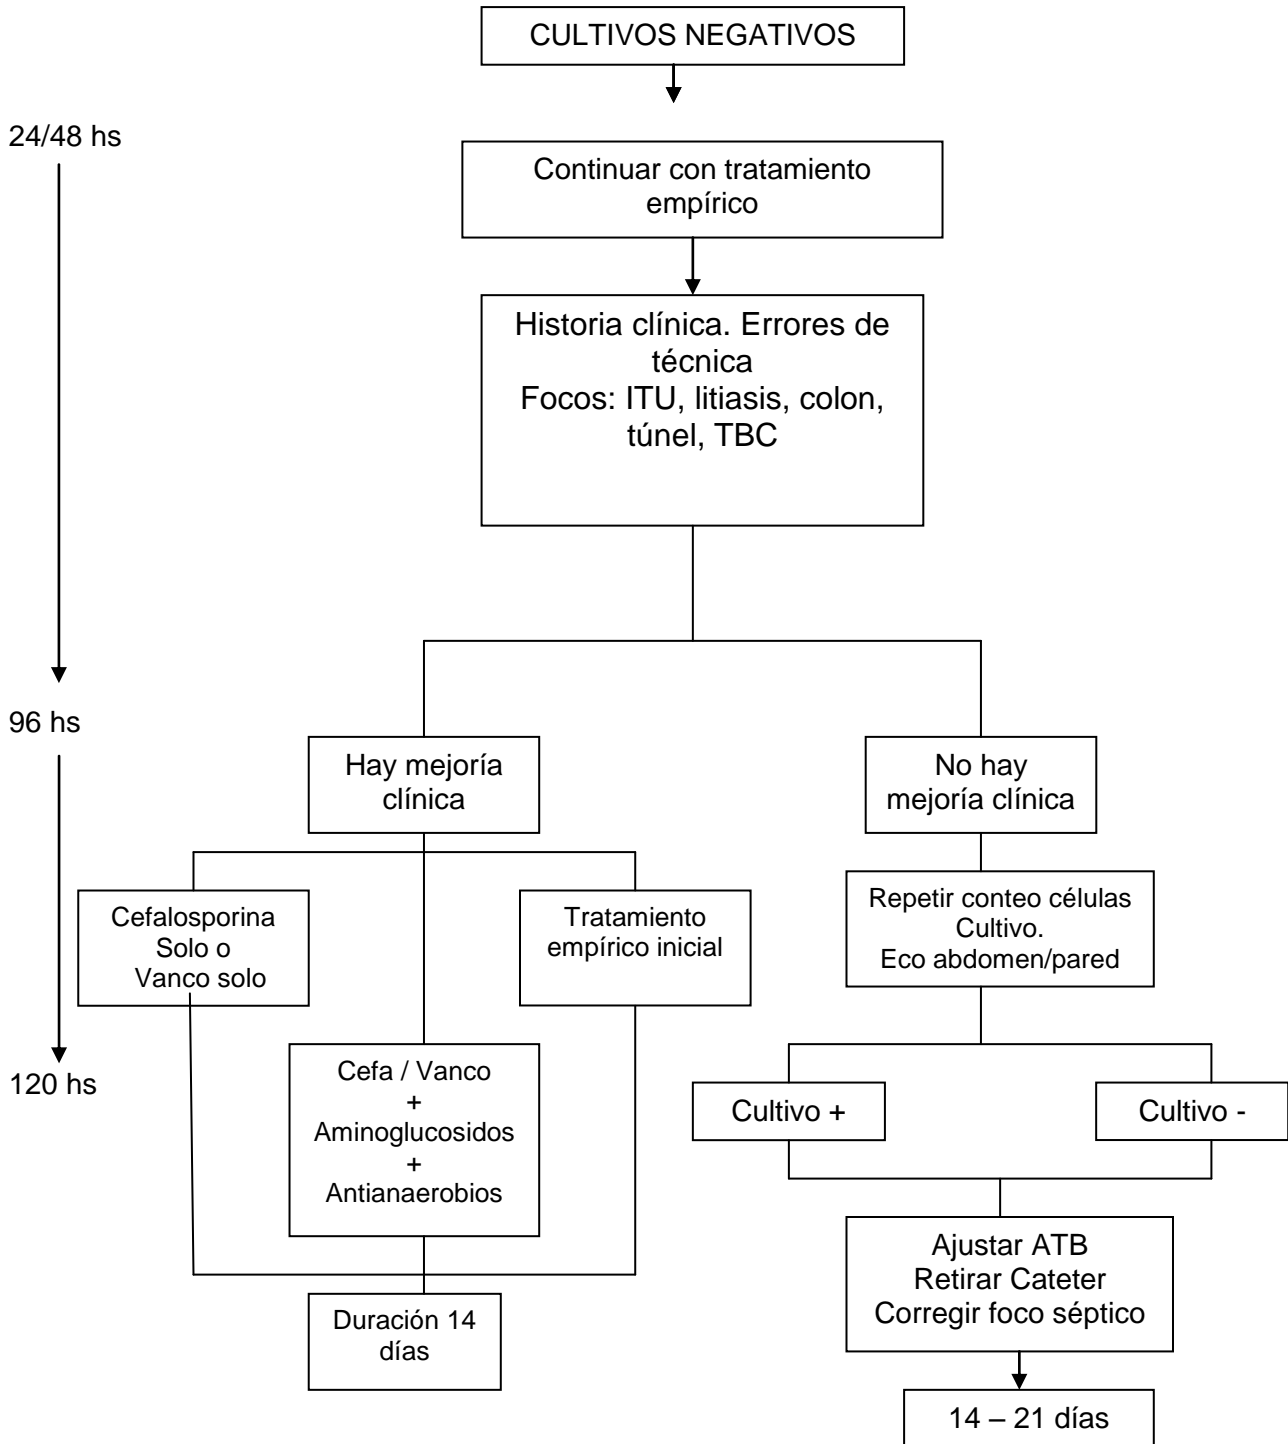 CULTIVOS NEGATIVOS
24/48 hs
Continuar con tratamiento
empírico
Historia clínica. Errores de
técnica
Focos: ITU, litiasis, colon,
túnel, TBC
96 hs
Hay mejoría
clínica
No hay
mejoría clínica
Cefalosporina
Solo o
Vanco solo
Tratamiento
empírico inicial
Repetir conteo células
Cultivo.
Eco abdomen/pared
120 hs
Cefa / Vanco
+
Aminoglucosidos
+
Antianaerobios
Cultivo +
Cultivo -
Duración 14
días
Ajustar ATB
Retirar Cateter
Corregir foco séptico
14 – 21 días